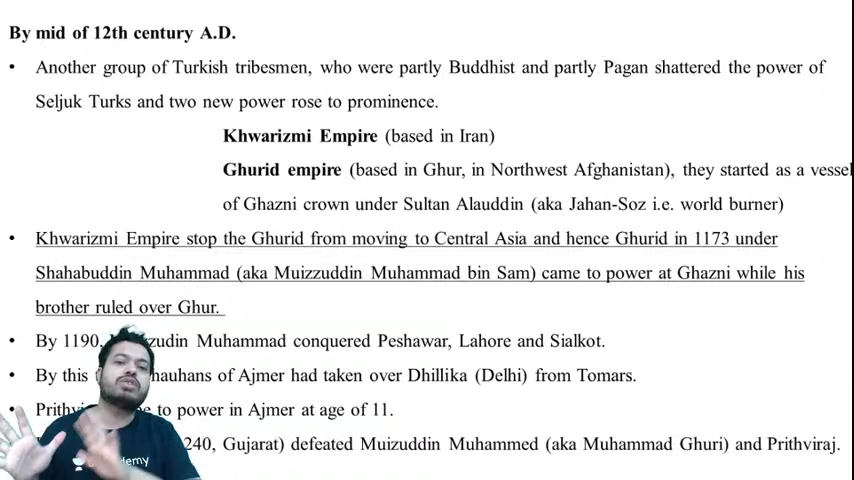 By mid of 12th century A.D.
• Another group of Turkish tribesmen, who were partly Buddhist and partly Pagan shattered the power of
Seljuk Turks and two new power rose to prominence.
Khwarizmi Empire (based in Iran)
Ghurid empire (based in Ghur, in Northwest Afghanistan), they started as a vessel
of Ghazni crown under Sultan Alauddin (aka Jahan-Soz i.e. world burner)
• Khwarizmi Empire stop the Ghurid from moving to Central Asia and hence Ghurid in 1173 under
Shahabuddin Muhammad (aka Muizzuddin Muhammad bin Sam) came to power at Ghazni while his
brother ruled over Ghur.
• By 1190, Muhammad conquered Peshawar, Lahore and Sialkot.
• By this of Ajmer had taken over Dhillika (Delhi) from Tomars.
• to power in Ajmer at age of 11.
240, Gujarat) defeated Muizuddin Muhammed (aka Muhammad Ghuri) and Prithviraj.